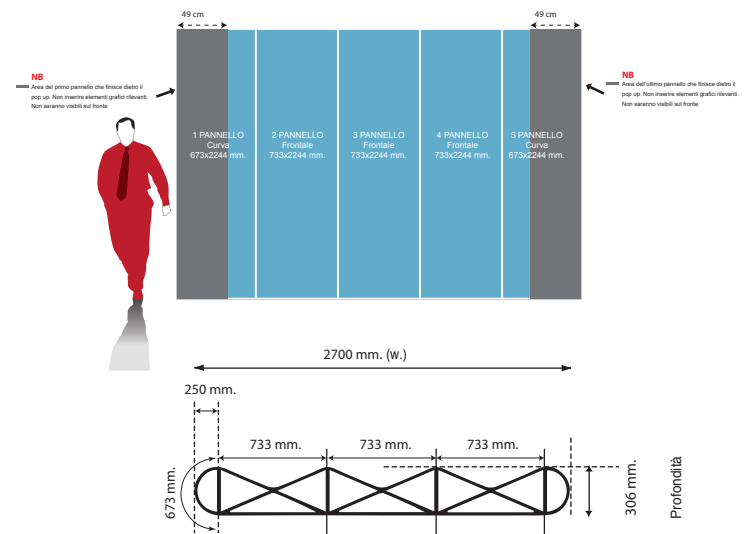 49 cm
49 cm
NB
Area del primo pannello che finisce dietro il
pop up. Non inserire elementi grafici rilevanti.
Non saranno visibili sul fronte
NB
Area dell'ultimo pannello che finisce dietro il
pop up. Non inserire elementi grafici rilevanti.
Non saranno visibili sul fronte
1 PANNELLO
Curva
673x2244 mm.
2 PANNELLO
Frontale
733x2244 mm.
3 PANNELLO
Frontale
733x2244 mm.
4 PANNELLO
Frontale
733x2244 mm.
5 PANNELLO
Curva
673x2244 mm.
2700 mm. (w.)
250 mm.
733 mm.
733 mm.
733 mm.
673 mm.
306 mm.
Profondità